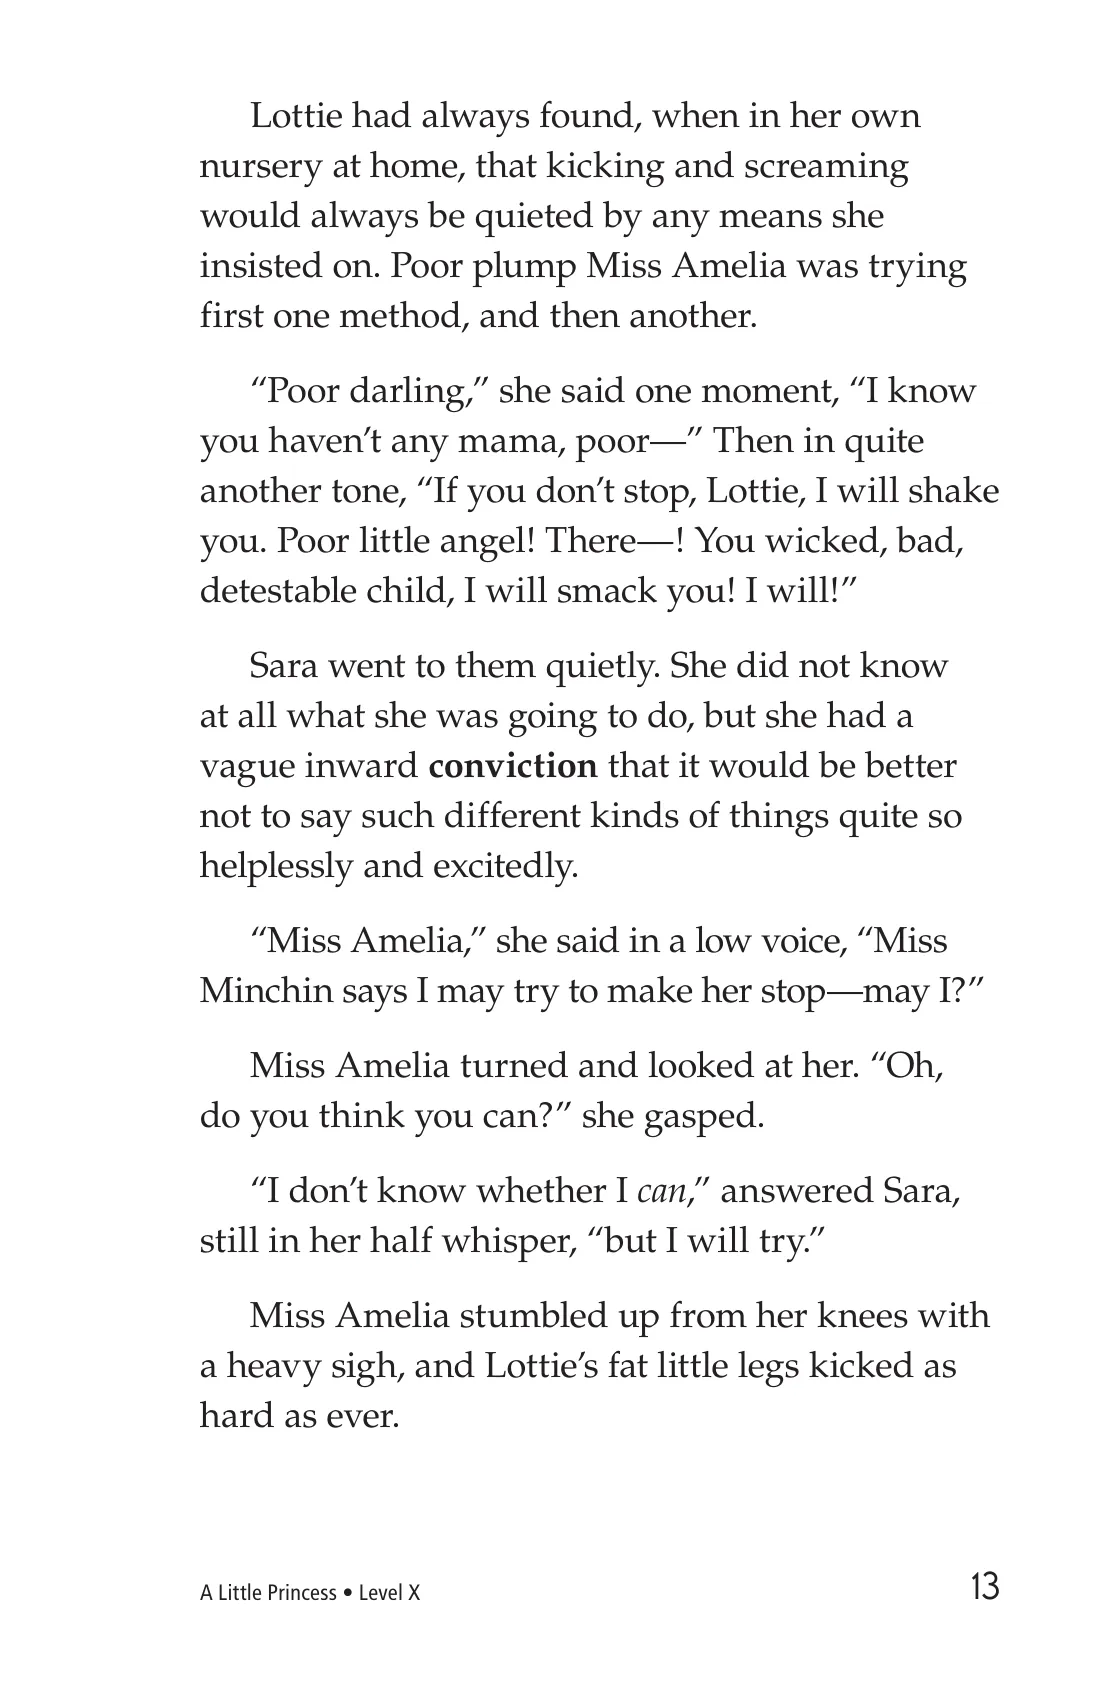 Lottie had always found, when in her own
nursery at home, that kicking and screaming
would always be quieted by any means she
insisted on. Poor plump Miss Amelia was trying
first one method, and then another.
“Poor darling,” she said one moment, “I know
you haven’t any mama, poor—” Then in quite
another tone, “If you don’t stop, Lottie, I will shake
you. Poor little angel! There—! You wicked, bad,
detestable child, I will smack you! I will!”
Sara went to them quietly. She did not know
at all what she was going to do, but she had a
vague inward conviction that it would be better
not to say such different kinds of things quite so
helplessly and excitedly.
“Miss Amelia,” she said in a low voice, “Miss
Minchin says I may try to make her stop—may I?”
Miss Amelia turned and looked at her. “Oh,
do you think you can?” she gasped.
“I don’t know whether I can,” answered Sara,
still in her half whisper, “but I will try.”
Miss Amelia stumbled up from her knees with
a heavy sigh, and Lottie’s fat little legs kicked as
hard as ever.
A Little Princess • Level X
13